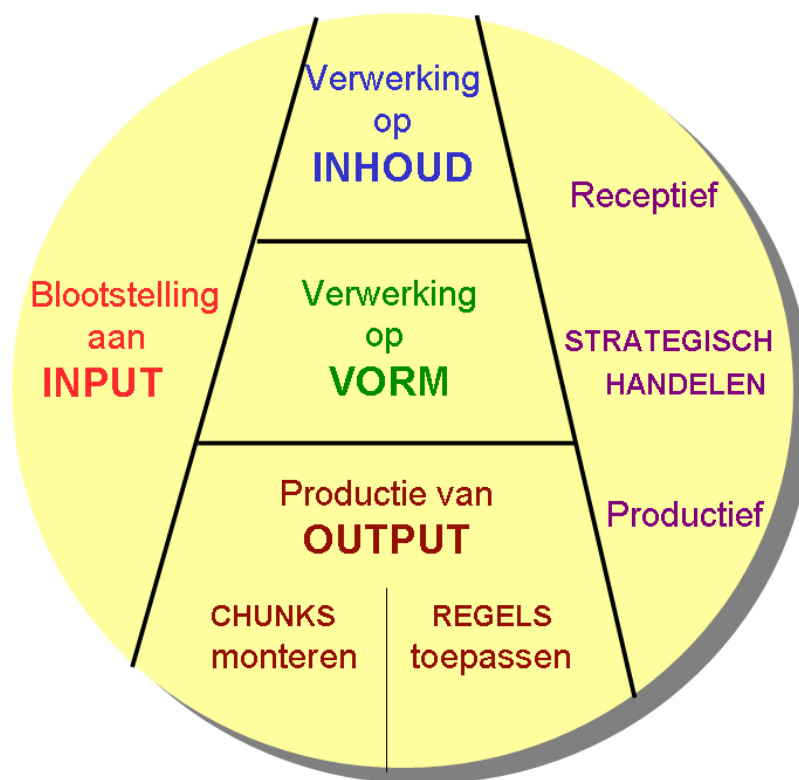 Blootstelling
aan
INPUT
Verwerking
op
INHOUD
Verwerking
op
VORM
Productie van
OUTPUT
CHUNKS
monteren
REGELS
toepassen
Receptief
STRATEGISCH
HANDELEN
Productief